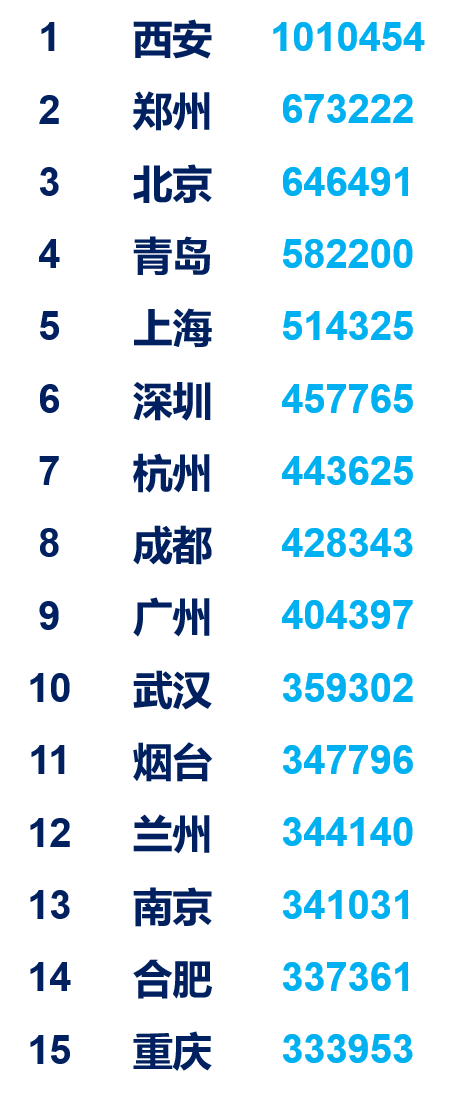 1 西安 1010454
2 郑州 673222
3 北京 646491
4 青岛 582200
5 上海 514325
6 深圳 457765
7 杭州 443625
8 成都 428343
9 广州 404397
10 武汉 359302
11 烟台 347796
12 兰州 344140
13 南京 341031
14 合肥 337361
15 重庆 333953